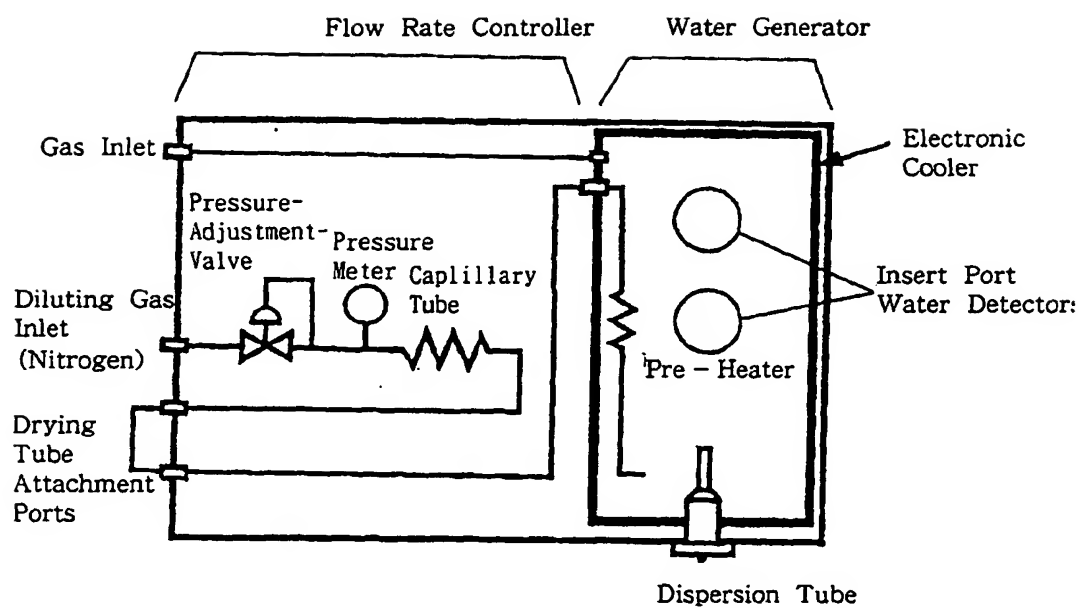 Flow Rate Controller
Water Generator
Gas Inlet
Electronic
Cooler
Pressure-
Adjustment-
Valve
Pressure
Meter
Caplillary
Tube
Diluting Gas
Inlet
(Nitrogen)
Insert Port
Water Detector:
Pre - Heater
Drying
Tube
Attachment
Ports
Dispersion Tube